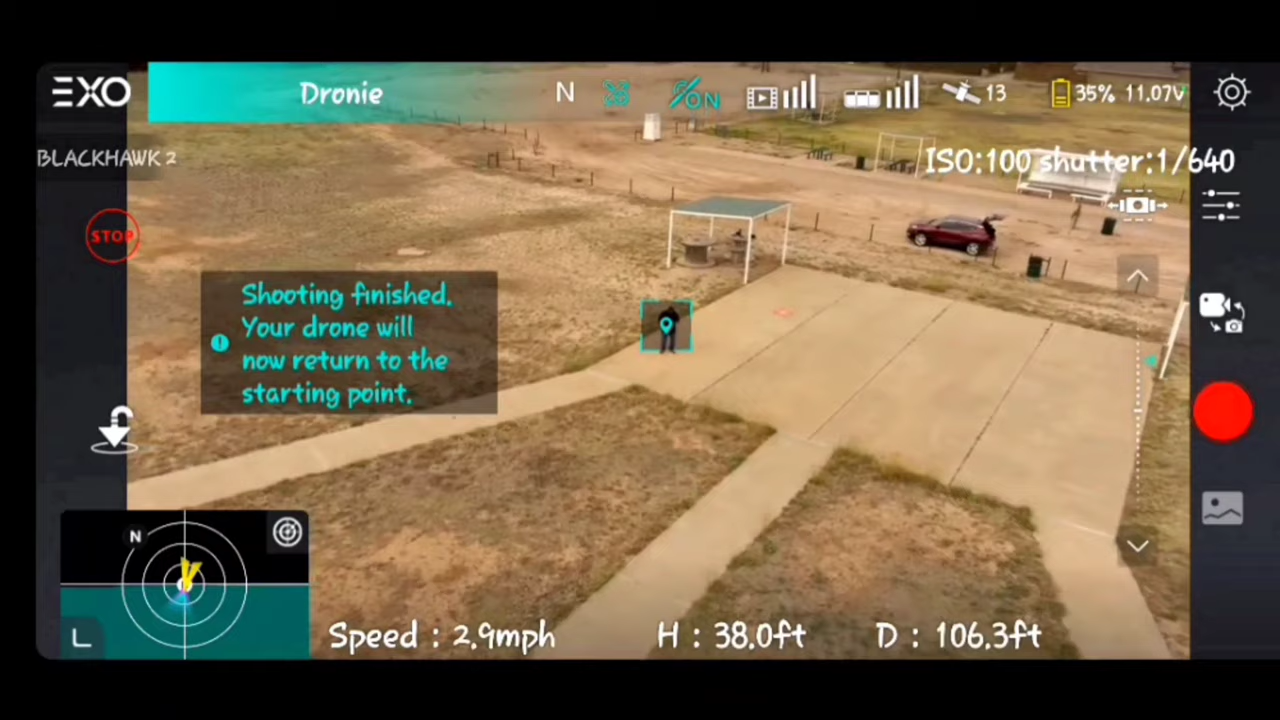 EXO
Dronie
N
ON
13
35% 11.07v
BLACKHAWK 2
ISO:100 shutter:1/640
STOP
Shooting finished.
Your drone will
now return to the
starting point.
N
L
Speed : 2.9mph
H : 38.0ft
D : 106.3ft